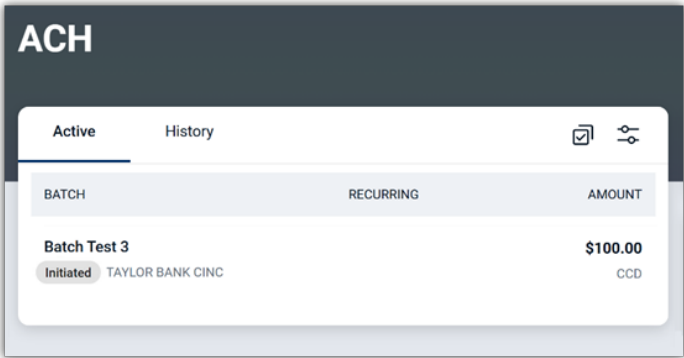 ACH
Active History
BATCH RECURRING AMOUNT
Batch Test 3 $100.00
Initiated TAYLOR BANK CINC CCD